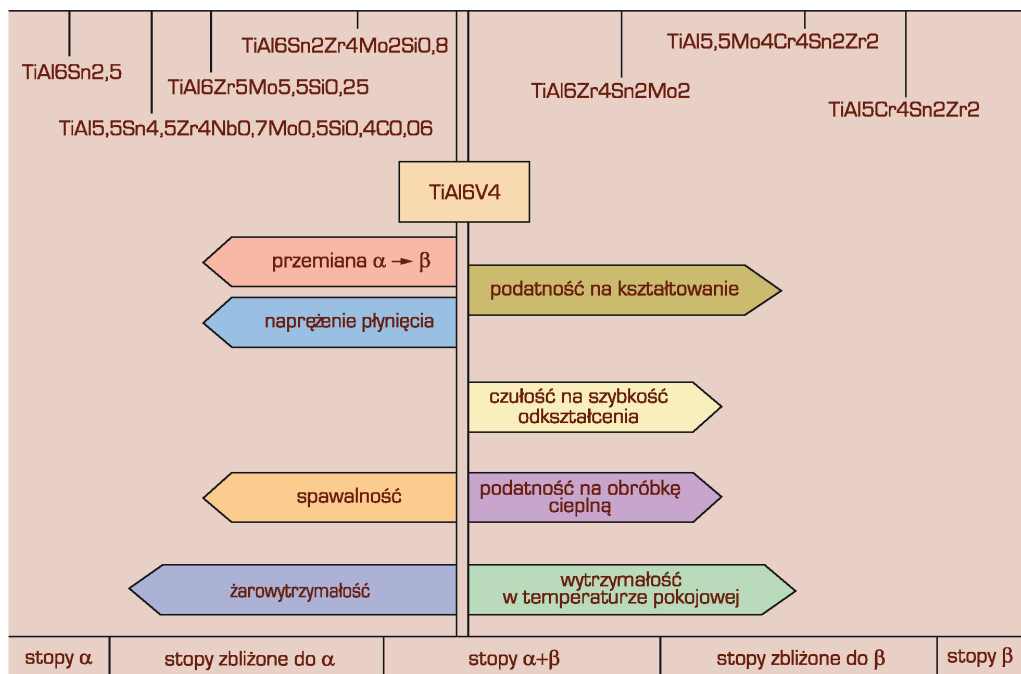 TiAl6Sn2Zr4Mo2Si0,8
TiAl5,5Mo4Cr4Sn2Zr2
TiAl6Sn2,5
TiAl6Zr5Mo5,5Si0,25
TiAl6Zr4Sn2Mo2
TiAl5Cr4Sn2Zr2
TiAl5,5Sn4,5Zr4Nb0,7Mo0,5Si0,4C0,06
TiAl6V4
przemiana α → β
podatność na kształtowanie
naprężenie płynięcia
czułość na szybkość
odkształcenia
spawalność
podatność na obróbkę
cieplną
żarowytrzymałość
wytrzymałość
w temperaturze pokojowej
stopy α
stopy zbliżone do α
stopy α+β
stopy zbliżone do β
stopy β